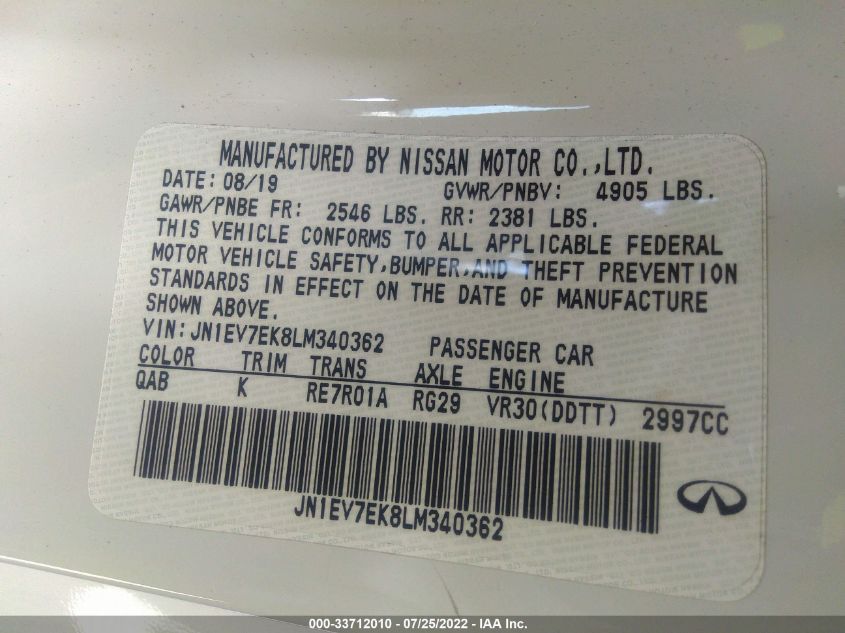 MANUFACTURED BY NISSAN MOTOR CO.,LTD.
DATE: 08/19 GVWR/PNBV: 4905 LBS.
GAWR/PNBE FR: 2546 LBS. RR: 2381 LBS.
THIS VEHICLE CONFORMS TO ALL APPLICABLE FEDERAL
MOTOR VEHICLE SAFETY,BUMPER,AND THEFT PREVENTION
STANDARDS IN EFFECT ON THE DATE OF MANUFACTURE
SHOWN ABOVE.
VIN: JN1EV7EK8LM340362 PASSENGER CAR
COLOR TRIM TRANS AXLE ENGINE
QAB K RE7R01A RG29 VR30(DDTT) 2997CC
JN1EV7EK8LM340362
000-33712010 - 07/25/2022 - IAA Inc.